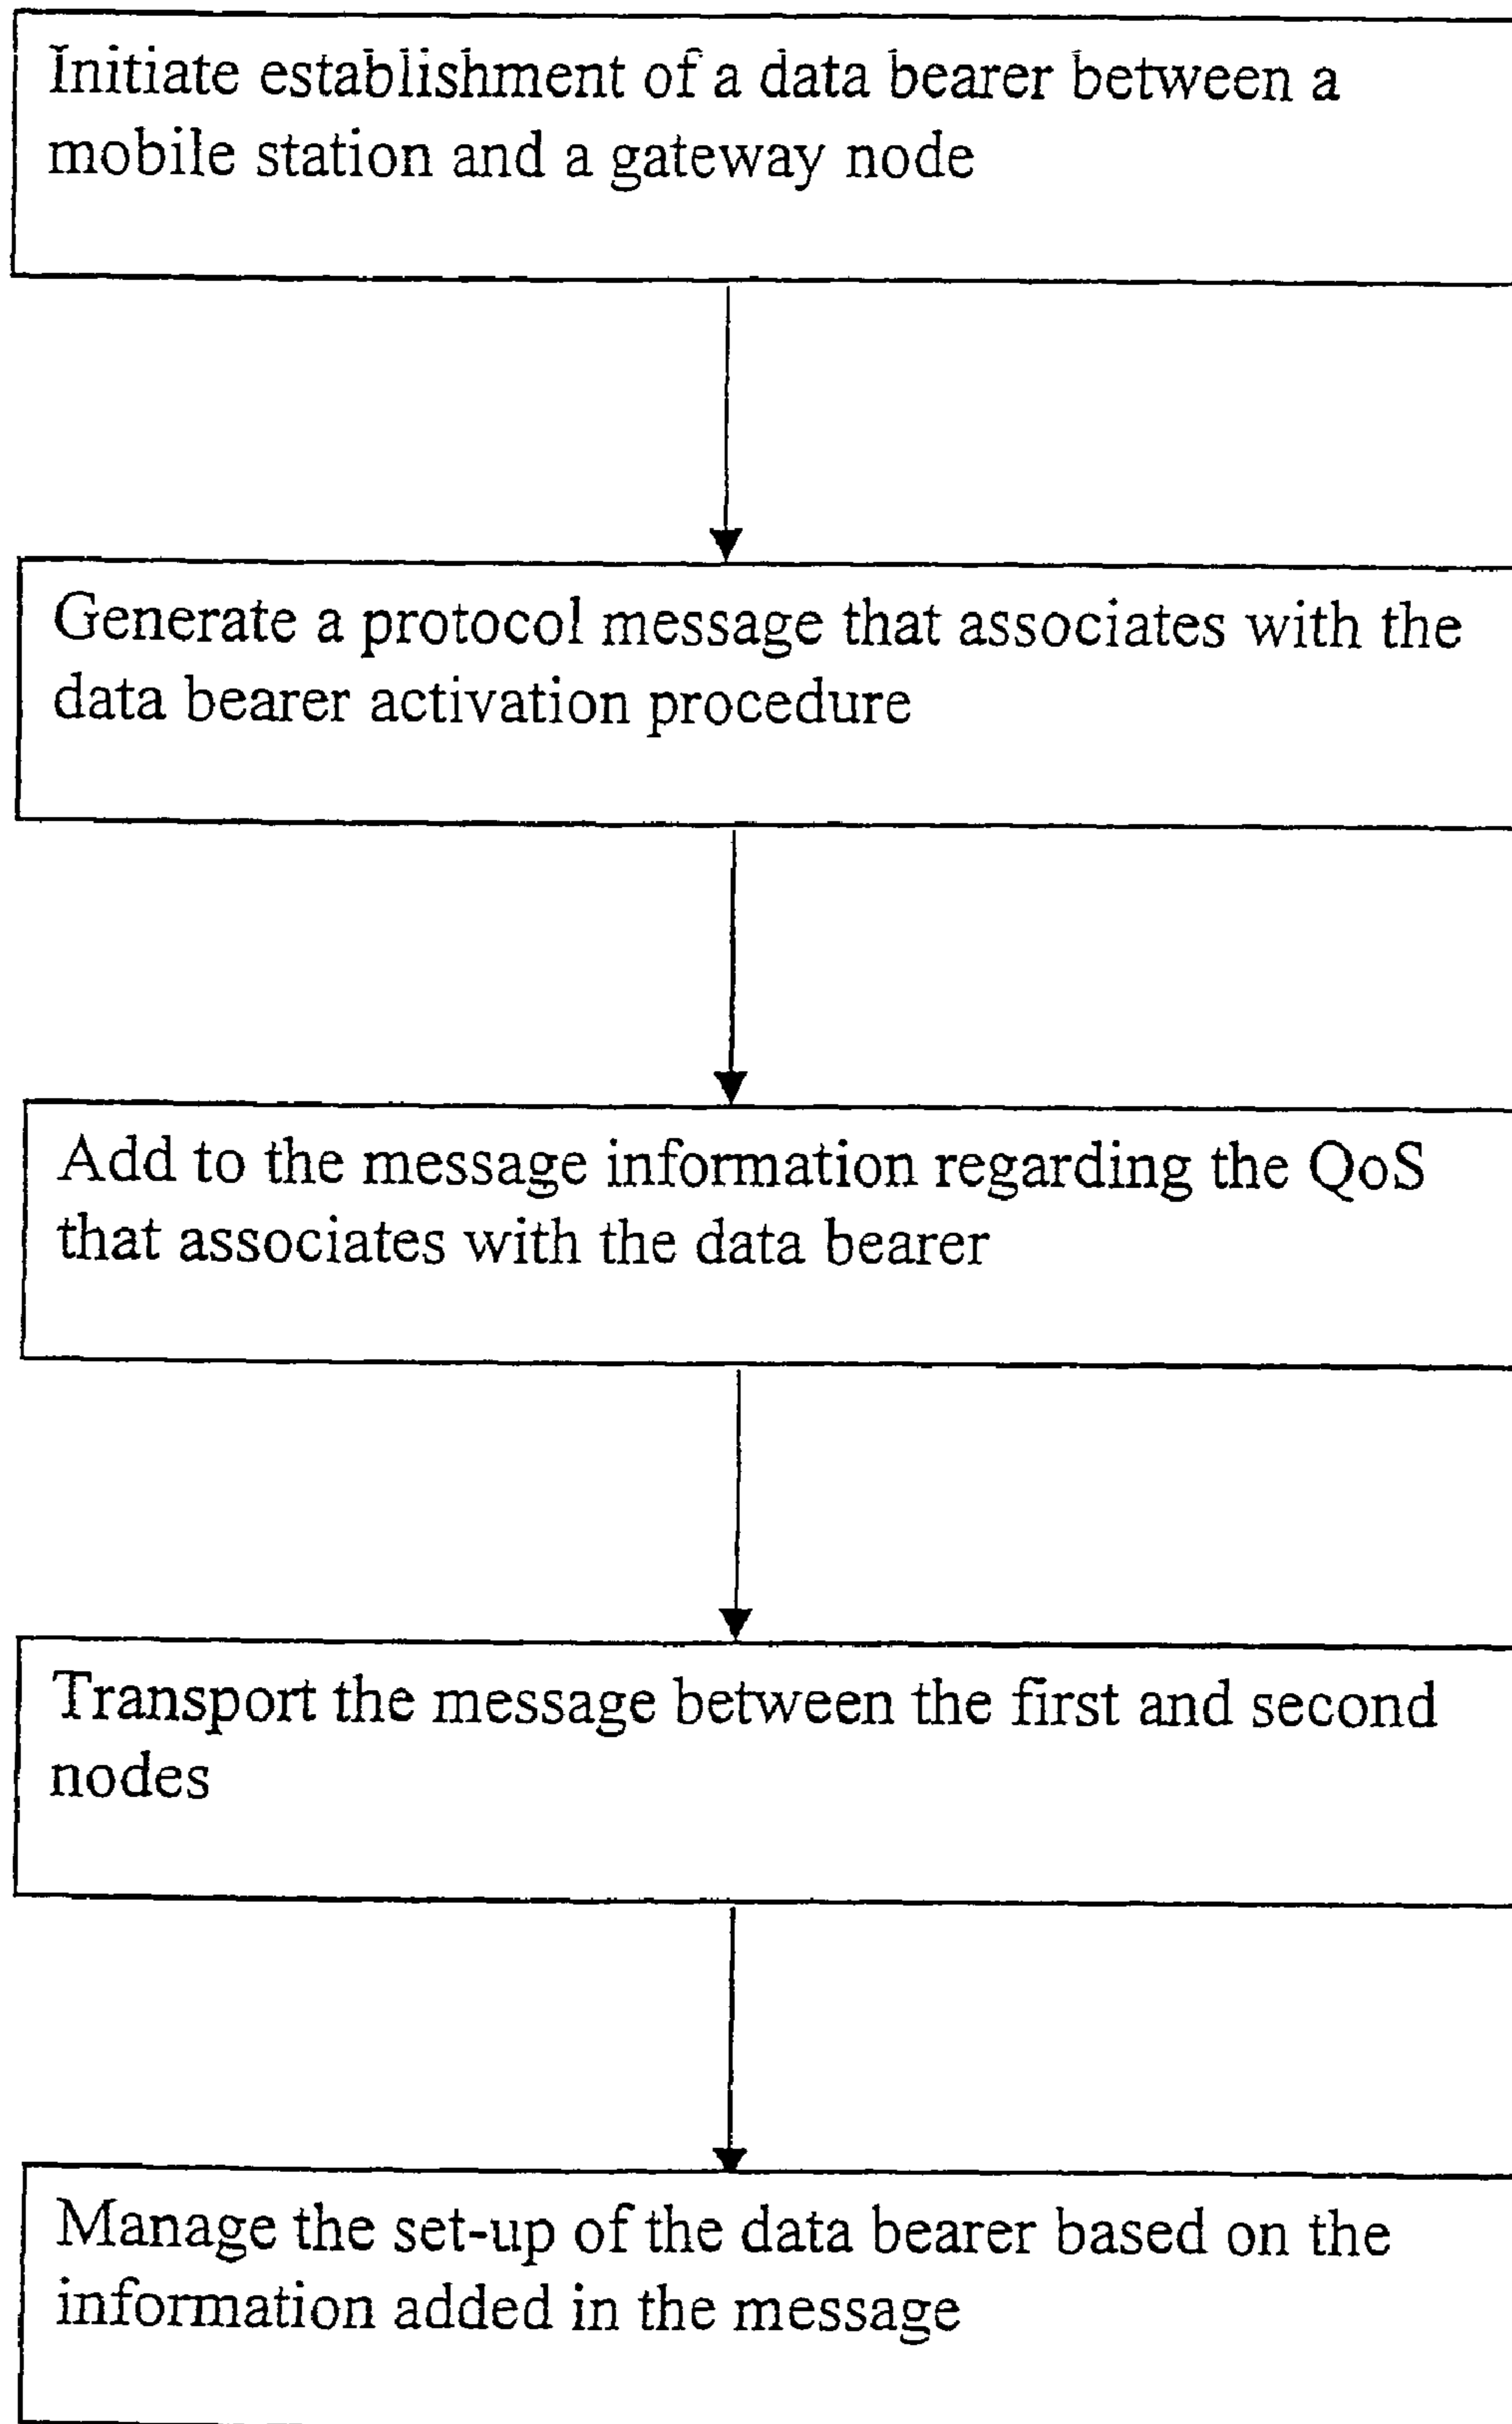 Initiate establishment of a data bearer between a
mobile station and a gateway node
Generate a protocol message that associates with the
data bearer activation procedure
Add to the message information regarding the QoS
that associates with the data bearer
Transport the message between the first and second
nodes
Manage the set-up of the data bearer based on the
information added in the message